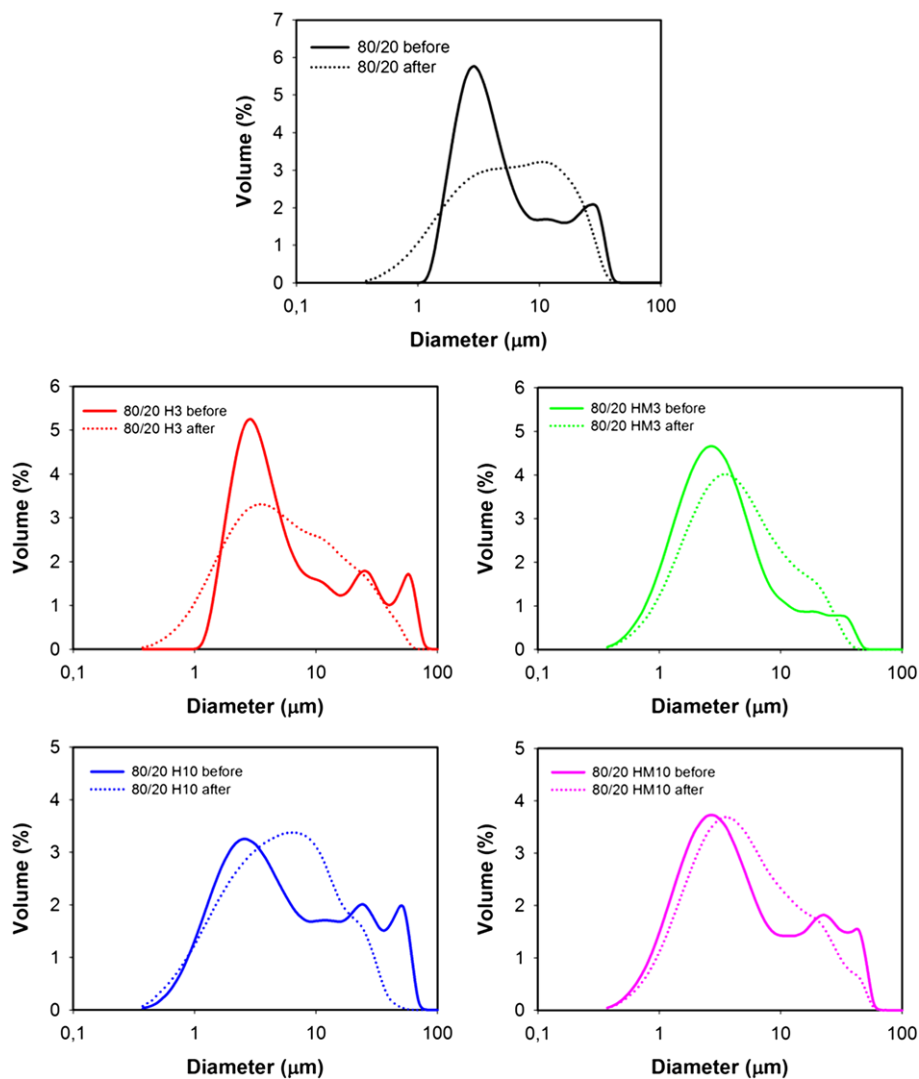 7
6
5
4
3
2
1
0
Volume (%)
80/20 before
80/20 after
0,1 1 10 100
Diameter (μm)
6
5
4
3
2
1
0
Volume (%)
80/20 H3 before
80/20 H3 after
0,1 1 10 100
Diameter (μm)
6
5
4
3
2
1
0
Volume (%)
80/20 HM3 before
80/20 HM3 after
0,1 1 10 100
Diameter (μm)
5
4
3
2
1
0
Volume (%)
80/20 H10 before
80/20 H10 after
0,1 1 10 100
Diameter (μm)
5
4
3
2
1
0
Volume (%)
80/20 HM10 before
80/20 HM10 after
0,1 1 10 100
Diameter (μm)